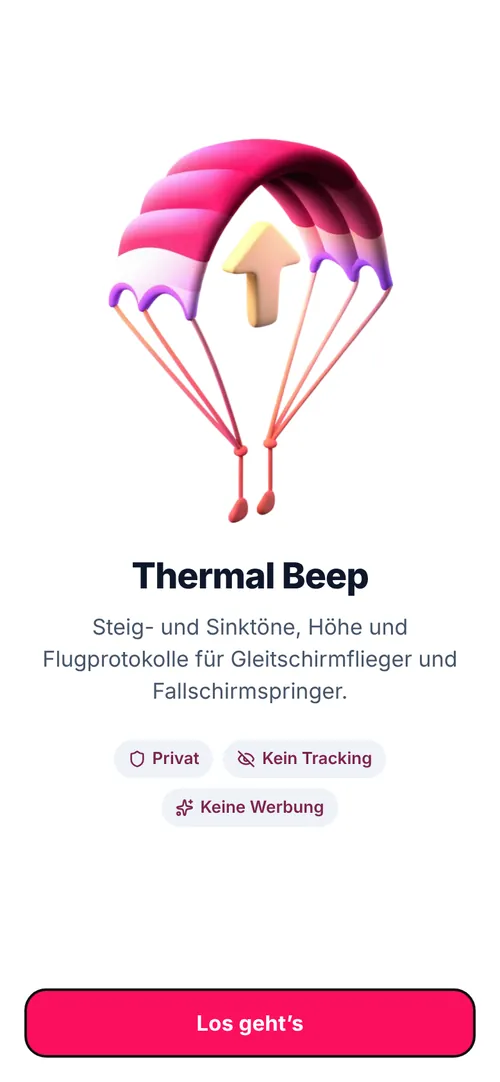 Thermal Beep
Steig- und Sinktöne, Höhe und
Flugprotokolle für Gleitschirmflieger und
Fallschirmspringer.
Privat
Kein Tracking
Keine Werbung
Los geht’s